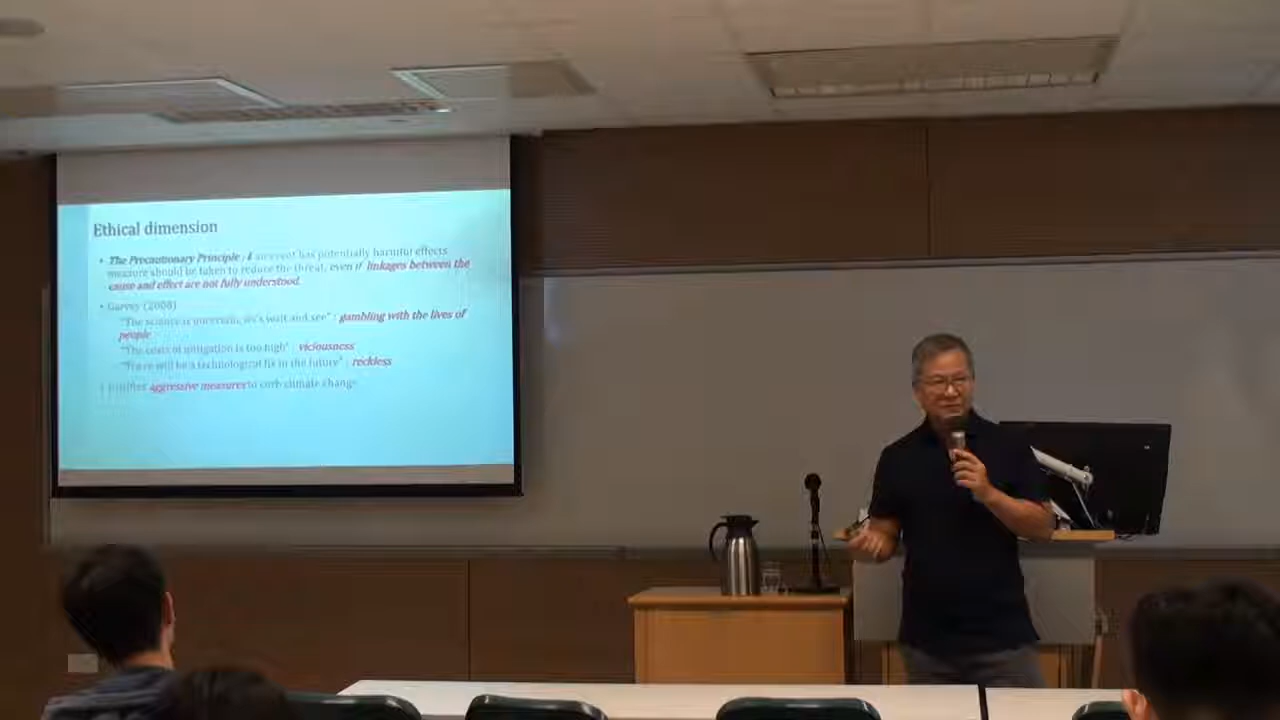 Ethical dimension
• The Precautionary Principle : an event has potentially harmful effects
measure should be taken to reduce the threat, even if linkages between the
cause and effect are not fully understood.
• Garvey (2008)
"The science is uncertain, let's wait and see" : gambling with the lives of
people
"The costs of mitigation is too high" : viciousness
"There will be a technological fix in the future" : reckless
justifies aggressive measures to curb climate change